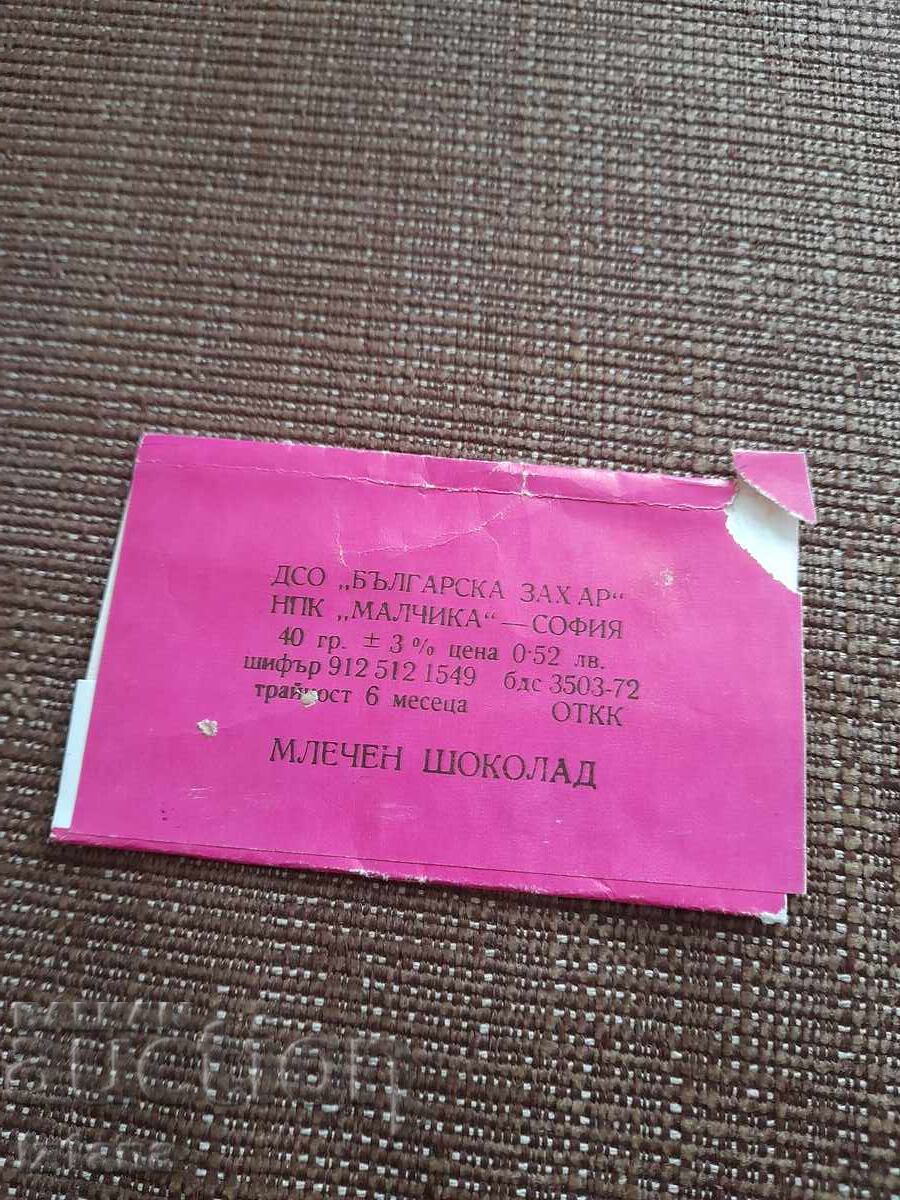 ДСО „БЪЛГАРСКА ЗАХАР“
НПК „МАЛЧИКА“ — СОФИЯ
40 гр. ± 3% цена 0·52 лв.
шифър 912 512 1549 бдс 3503-72
трайност 6 месеца ОТКК
МЛЕЧЕН ШОКОЛАД
auction